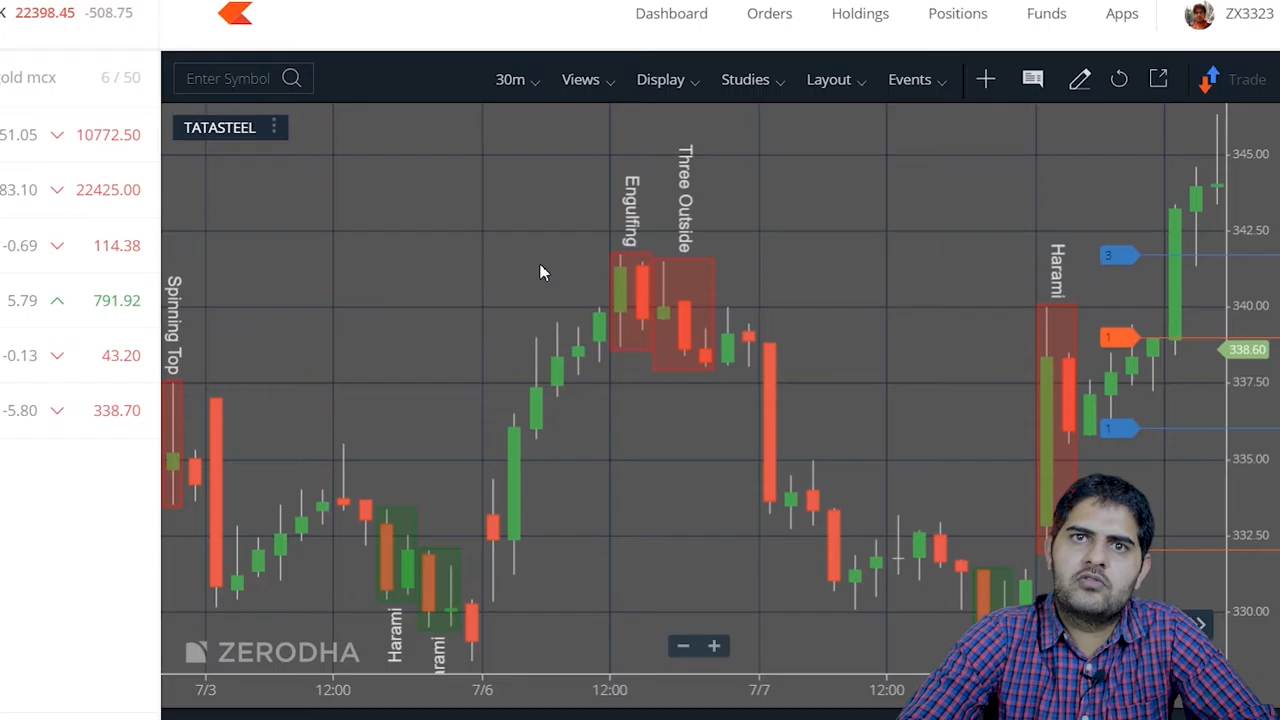 K 22398.45 -508.75
Dashboard Orders Holdings Positions Funds Apps ZX3323
gold mcx 6 / 50
Enter Symbol 30m Views Display Studies Layout Events Trade
51.05 10772.50
83.10 22425.00
-0.69 114.38
5.79 791.92
-0.13 43.20
-5.80 338.70
TATASTEEL
Spinning Top
Engulfing
Three Outside
Harami
Harami
arami
3
1
1
345.00
342.50
340.00
338.60
337.50
335.00
332.50
330.00
ZERODHA
7/3 12:00 7/6 12:00 7/7 12:00